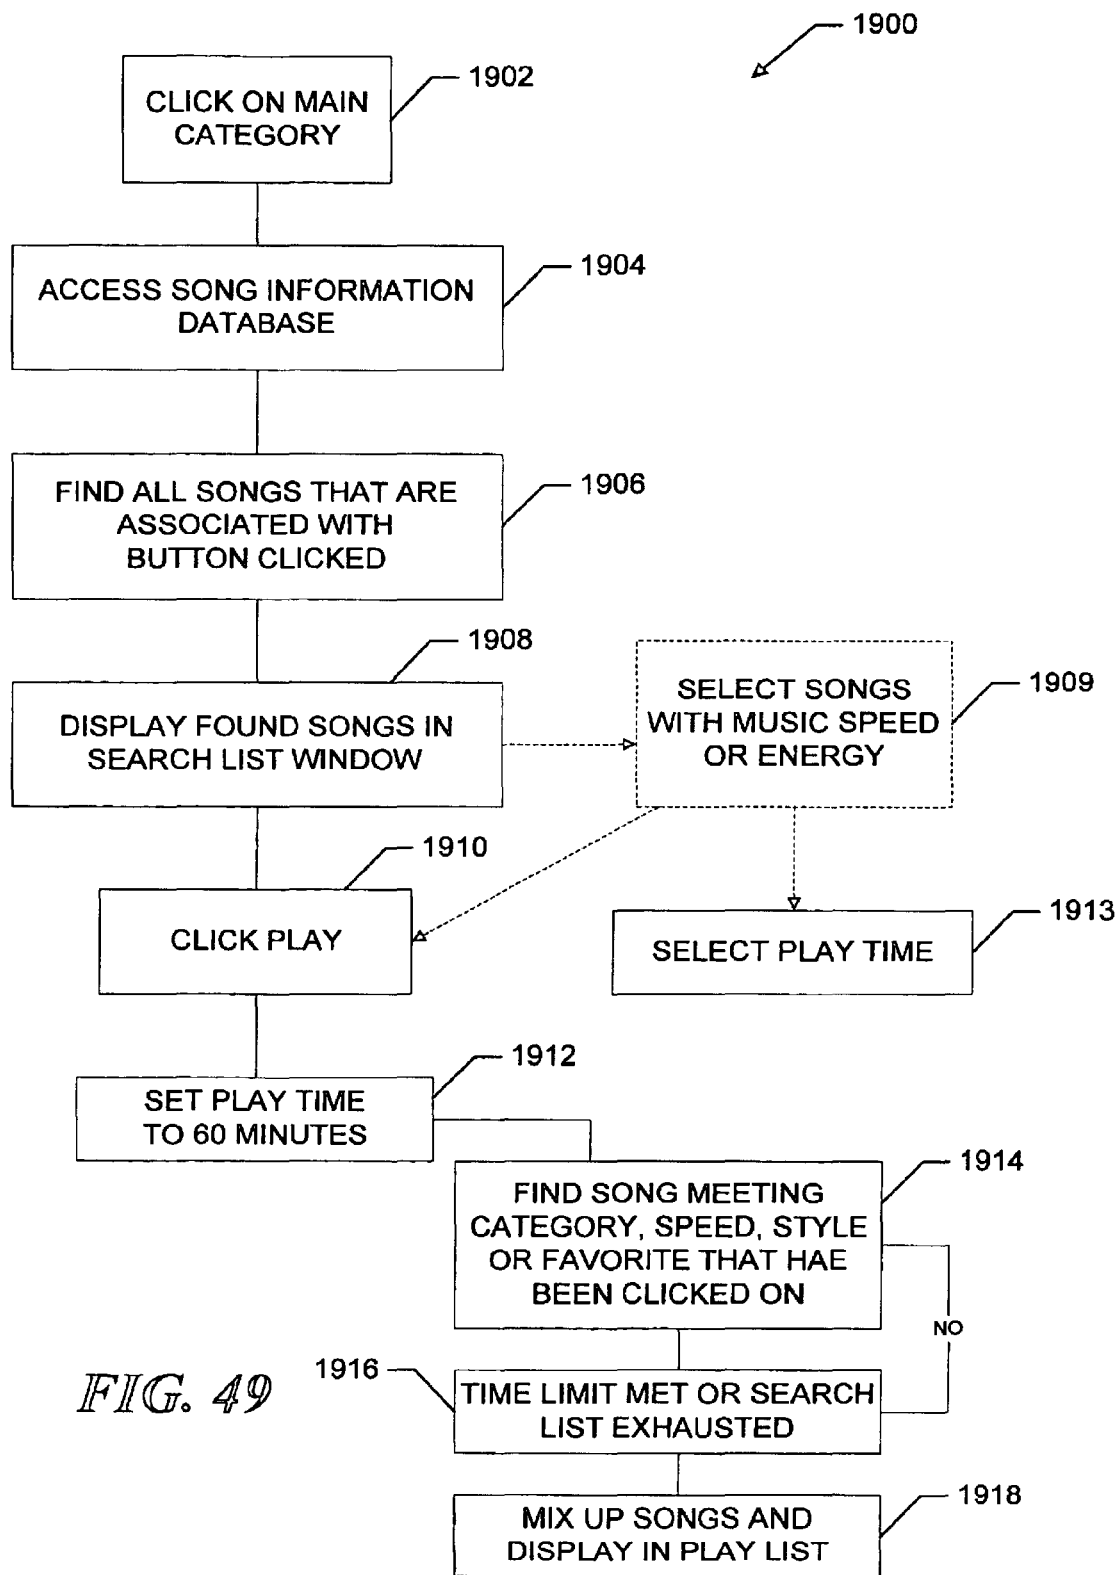 1900
1902
CLICK ON MAIN
CATEGORY
1904
ACCESS SONG INFORMATION
DATABASE
1906
FIND ALL SONGS THAT ARE
ASSOCIATED WITH
BUTTON CLICKED
1908
DISPLAY FOUND SONGS IN
SEARCH LIST WINDOW
1909
SELECT SONGS
WITH MUSIC SPEED
OR ENERGY
1910
CLICK PLAY
1913
SELECT PLAY TIME
1912
SET PLAY TIME
TO 60 MINUTES
1914
FIND SONG MEETING
CATEGORY, SPEED, STYLE
OR FAVORITE THAT HAE
BEEN CLICKED ON
NO
1916
TIME LIMIT MET OR SEARCH
LIST EXHAUSTED
1918
MIX UP SONGS AND
DISPLAY IN PLAY LIST
FIG. 49